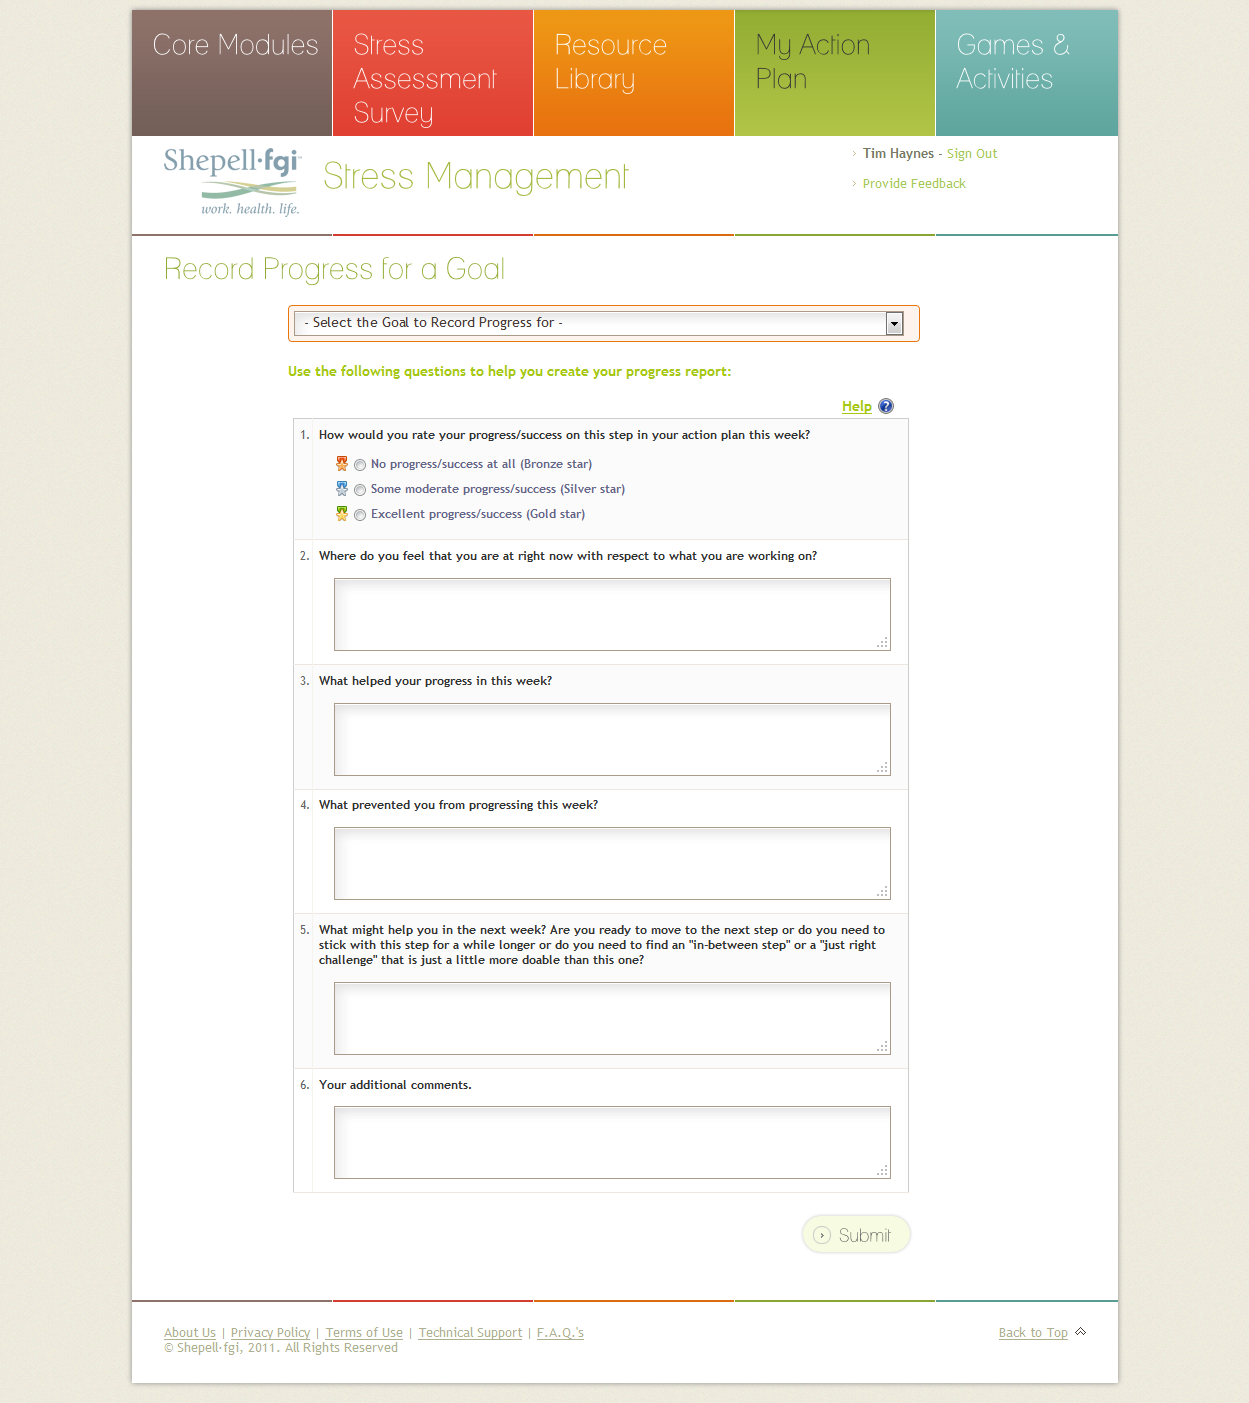 Core Modules
Stress
Assessment
Survey
Resource
Library
My Action
Plan
Games &
Activities
Shepell·fgi™
work. health. life.
Stress Management
Tim Haynes - Sign Out
Provide Feedback
Record Progress for a Goal
- Select the Goal to Record Progress for -
Use the following questions to help you create your progress report:
Help ?
1. How would you rate your progress/success on this step in your action plan this week?
No progress/success at all (Bronze star)
Some moderate progress/success (Silver star)
Excellent progress/success (Gold star)
2. Where do you feel that you are at right now with respect to what you are working on?
3. What helped your progress in this week?
4. What prevented you from progressing this week?
5. What might help you in the next week? Are you ready to move to the next step or do you need to
stick with this step for a while longer or do you need to find an "in-between step" or a "just right
challenge" that is just a little more doable than this one?
6. Your additional comments.
Submit
About Us | Privacy Policy | Terms of Use | Technical Support | F.A.Q.'s
Back to Top
© Shepell·fgi, 2011. All Rights Reserved